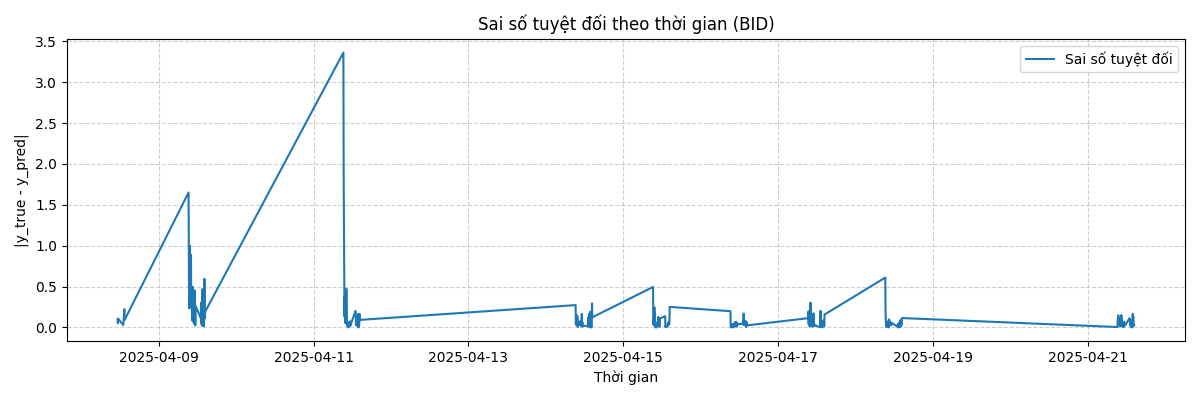 Sai số tuyệt đối theo thời gian (BID)
Sai số tuyệt đối
|y_true - y_pred|
3.5
3.0
2.5
2.0
1.5
1.0
0.5
0.0
2025-04-09 2025-04-11 2025-04-13 2025-04-15 2025-04-17 2025-04-19 2025-04-21
Thời gian